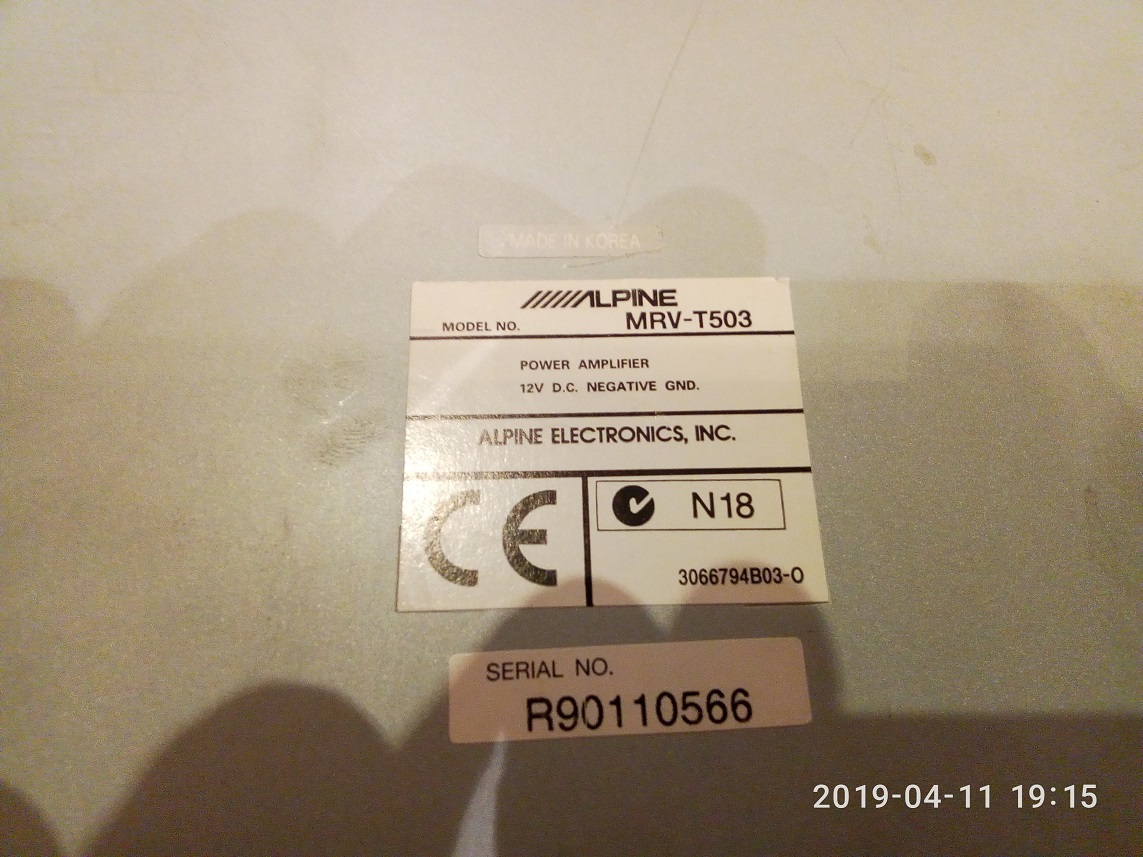 MADE IN KOREA
ALPINE
MODEL NO. MRV-T503
POWER AMPLIFIER
12V D.C. NEGATIVE GND.
ALPINE ELECTRONICS, INC.
CE N18
3066794B03-O
SERIAL NO.
R90110566
2019-04-11 19:15